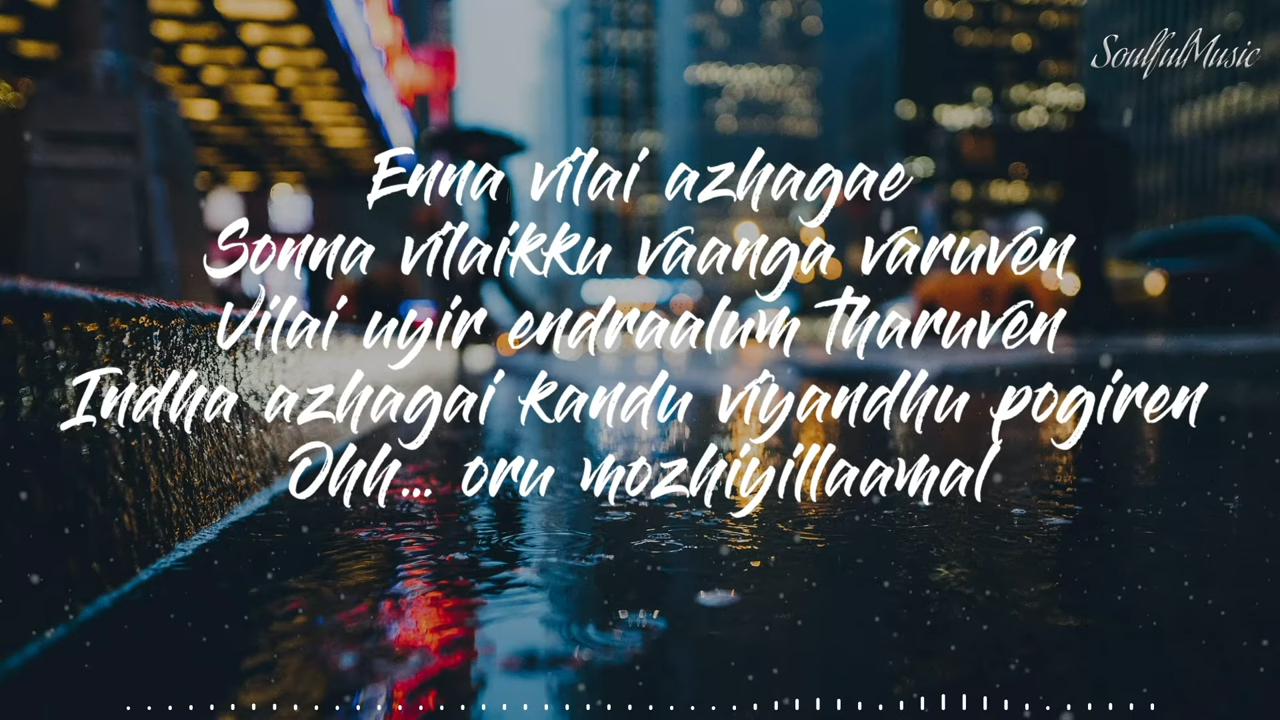 SoulfulMusic
Enna vilai azhagae
Sonna vilaikku vaanga varuven
Vilai uyir endraalum tharuven
Indha azhagai kandu viyandhu pogiren
Ohh... oru mozhiyillaamal